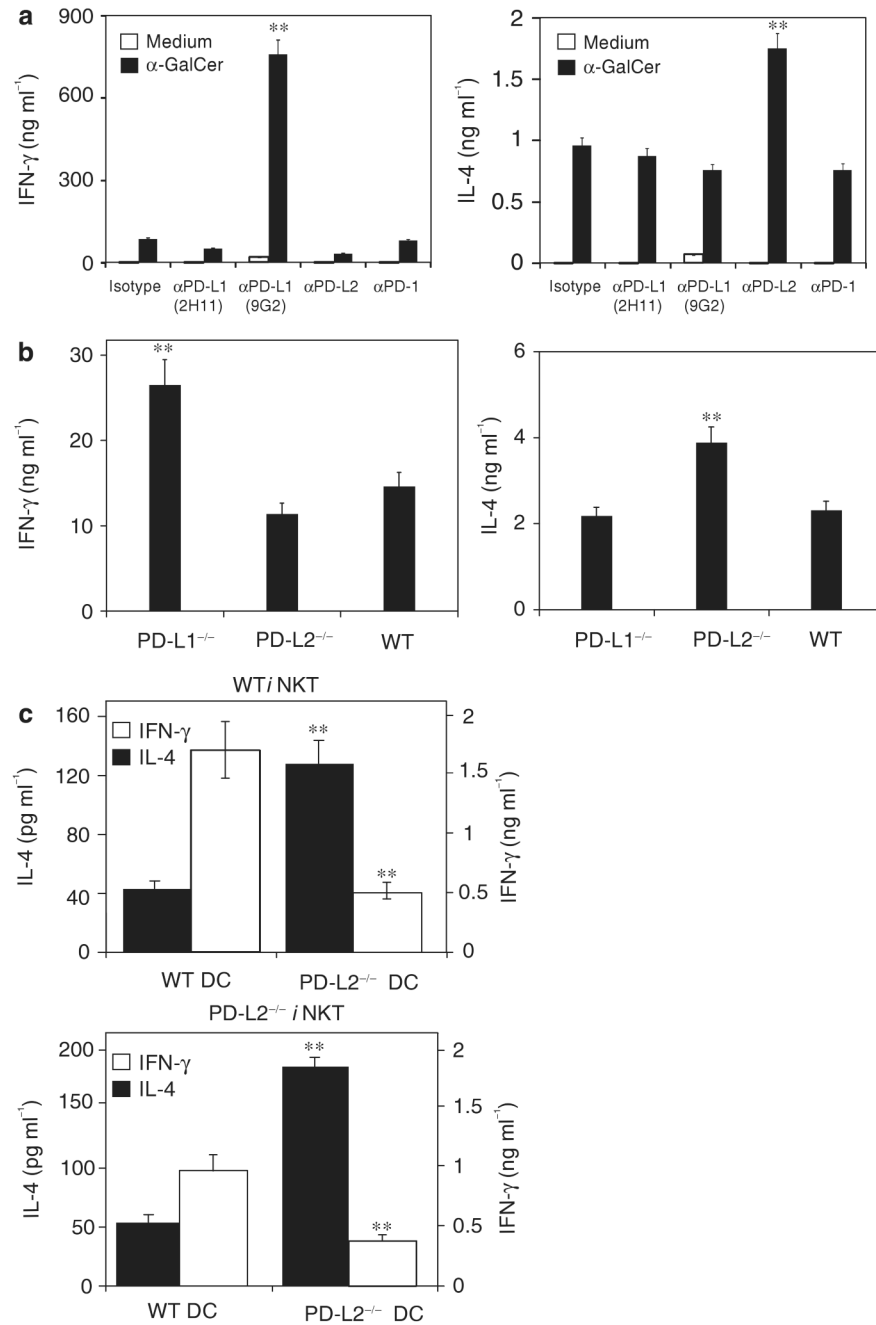 a
900
600
300
0
IFN-γ (ng ml⁻¹)
Medium
α-GalCer
**
Isotype
αPD-L1
(2H11)
αPD-L1
(9G2)
αPD-L2
αPD-1
2
1.5
1
0.5
0
IL-4 (ng ml⁻¹)
Medium
α-GalCer
**
Isotype
αPD-L1
(2H11)
αPD-L1
(9G2)
αPD-L2
αPD-1
b
30
20
10
0
IFN-γ (ng ml⁻¹)
**
PD-L1⁻/⁻
PD-L2⁻/⁻
WT
6
4
2
0
IL-4 (ng ml⁻¹)
**
PD-L1⁻/⁻
PD-L2⁻/⁻
WT
c
WTi NKT
160
120
80
40
0
IL-4 (pg ml⁻¹)
IFN-γ
IL-4
**
**
2
1.5
1
0.5
0
IFN-γ (ng ml⁻¹)
WT DC
PD-L2⁻/⁻ DC
PD-L2⁻/⁻ i NKT
200
150
100
50
0
IL-4 (pg ml⁻¹)
IFN-γ
IL-4
**
**
2
1.5
1
0.5
0
IFN-γ (ng ml⁻¹)
WT DC
PD-L2⁻/⁻ DC